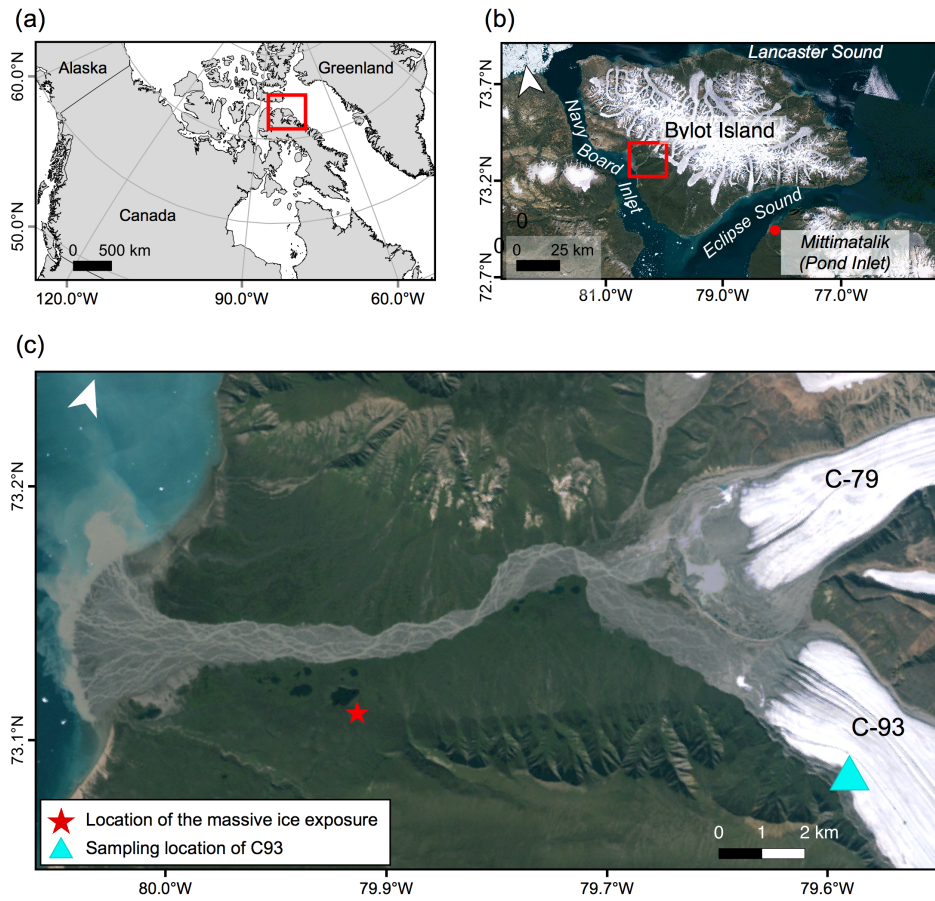 (a)
Alaska
Greenland
Canada
0 500 km
60.0°N
50.0°N
120.0°W 90.0°W 60.0°W
(b)
Lancaster Sound
Navy
Board
Inlet
Bylot Island
Eclipse Sound
Mittimatalik
(Pond Inlet)
0
0
0 25 km
73.7°N
73.2°N
72.7°N
81.0°W 79.0°W 77.0°W
(c)
C-79
C-93
73.2°N
73.1°N
Location of the massive ice exposure
Sampling location of C93
0 1 2 km
80.0°W 79.9°W 79.7°W 79.6°W